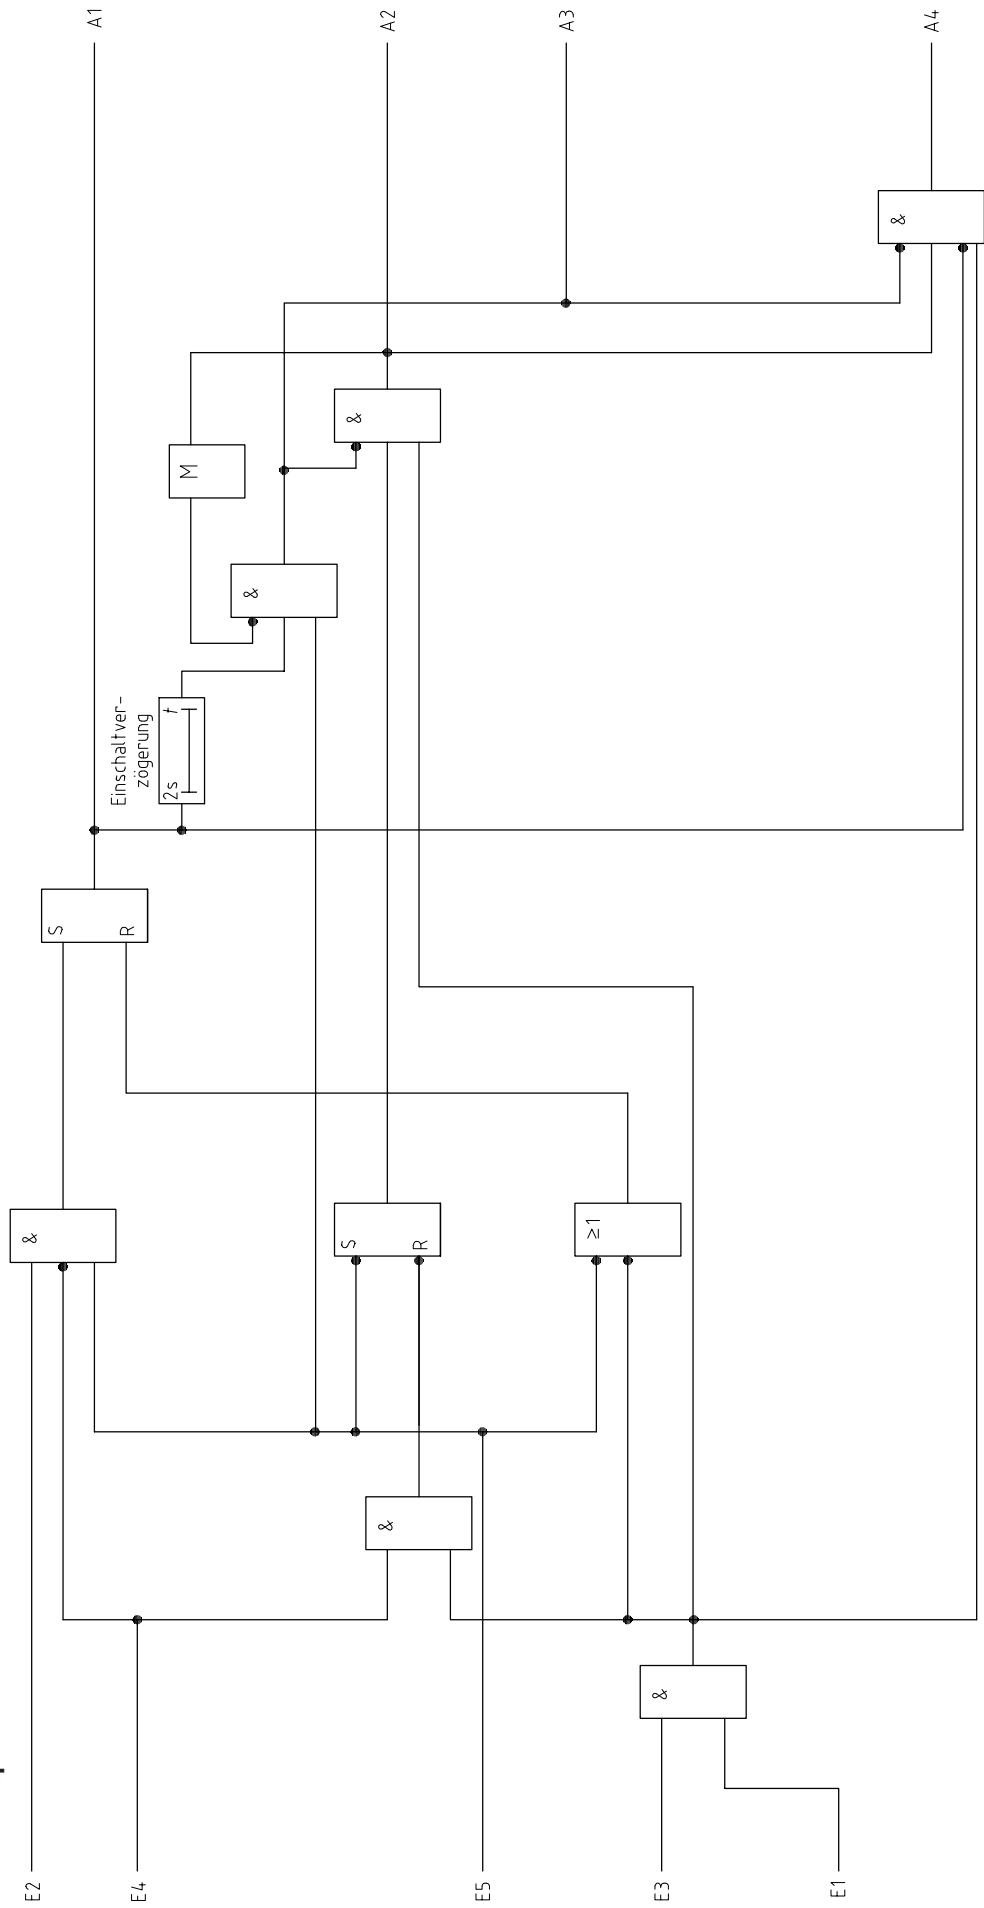 A1
A2
A3
A4
&
&
M
&
Einschaltver-
zögerung
2s t
S
R
&
S
R
≥1
&
&
E2
E4
E5
E3
E1